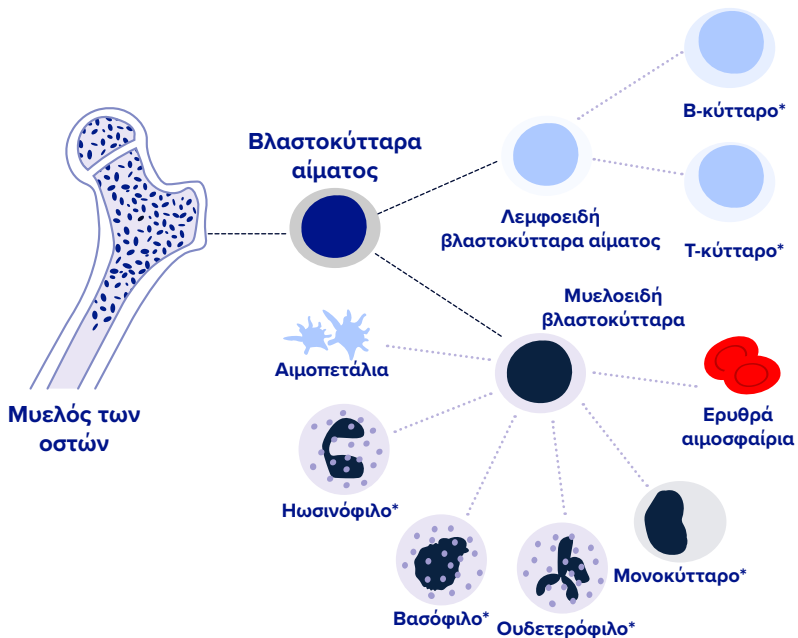 Βλαστοκύτταρα
αίματος
Β-κύτταρο*
Τ-κύτταρο*
Λεμφοειδή
βλαστοκύτταρα αίματος
Μυελοειδή
βλαστοκύτταρα
Αιμοπετάλια
Μυελός των
οστών
Ερυθρά
αιμοσφαίρια
Ηωσινόφιλο*
Μονοκύτταρο*
Βασόφιλο*
Ουδετερόφιλο*